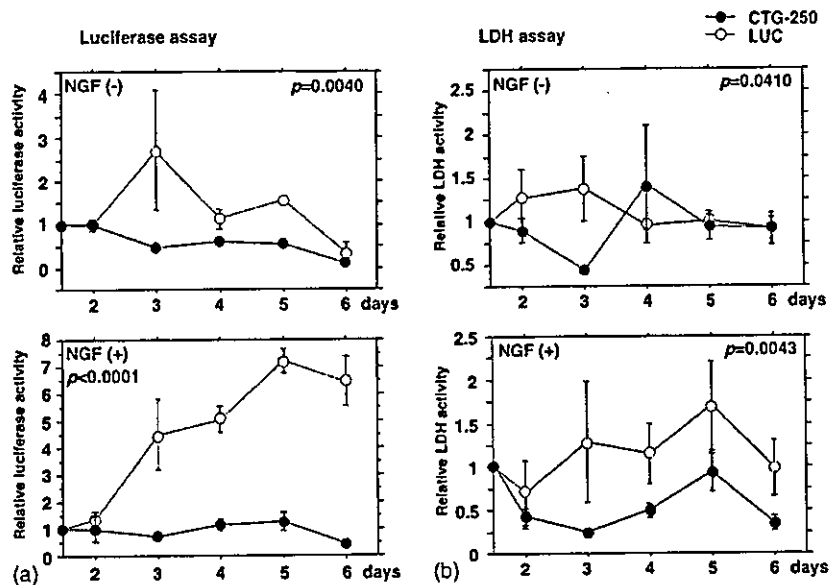 CTG-250
LUC
Luciferase assay
LDH assay
NGF (-)
p=0.0040
Relative luciferase activity
4
3
2
1
0
2 3 4 5 6 days
NGF (-)
p=0.0410
Relative LDH activity
2.5
2
1.5
1
0.5
2 3 4 5 6 days
NGF (+)
p<0.0001
Relative luciferase activity
8
7
6
5
4
3
2
1
0
2 3 4 5 6 days
(a)
NGF (+)
p=0.0043
Relative LDH activity
2.5
2
1.5
1
0.5
0
2 3 4 5 6 days
(b)